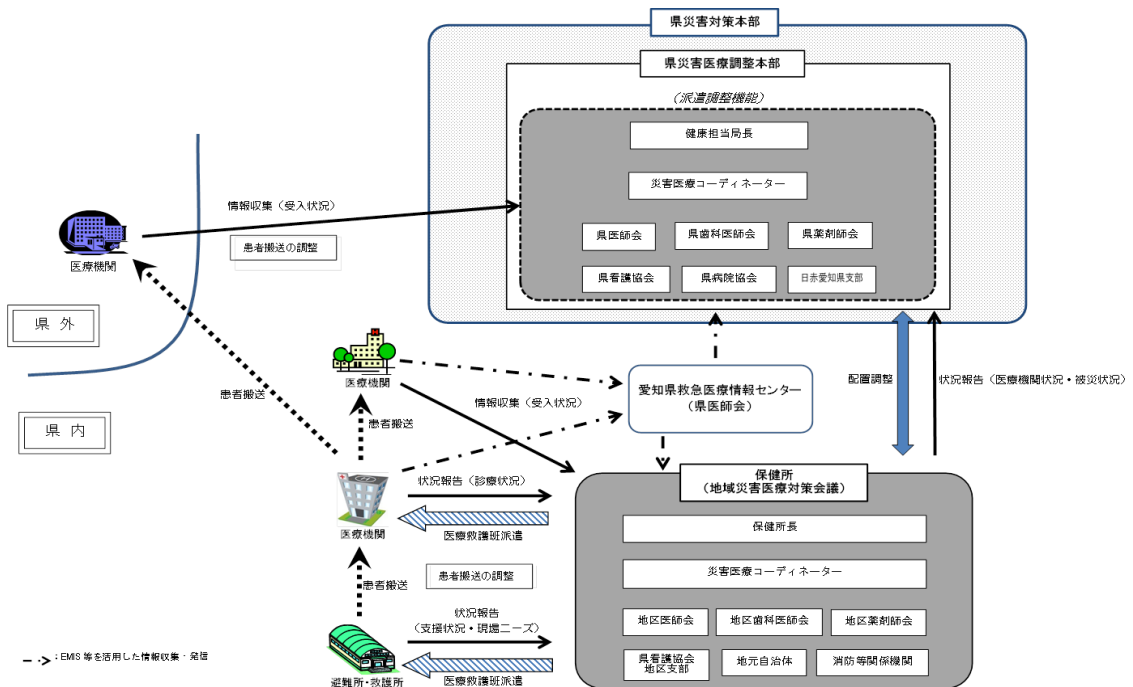 県災害対策本部
県災害医療調整本部
(派遣調整機能)
健康担当局長
災害医療コーディネーター
県医師会
県歯科医師会
県薬剤師会
県看護協会
県病院協会
日赤愛知県支部
情報収集(受入状況)
患者搬送の調整
医療機関
県 外
県 内
患者搬送
医療機関
患者搬送
情報収集(受入状況)
愛知県救急医療情報センター
(県医師会)
配置調整
状況報告(医療機関状況・被災状況)
医療機関
状況報告(診療状況)
医療救護班派遣
患者搬送の調整
患者搬送
状況報告
(支援状況・現場ニーズ)
医療救護班派遣
避難所・救護所
保健所
(地域災害医療対策会議)
保健所長
災害医療コーディネーター
地区医師会
地区歯科医師会
地区薬剤師会
県看護協会
地区支部
地元自治体
消防等関係機関
:EMIS 等を活用した情報収集・発信